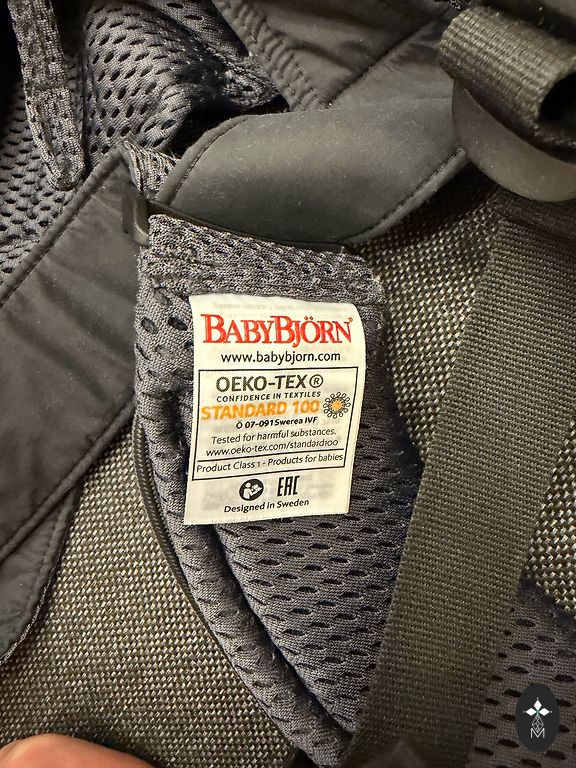 BABYBJÖRN®
www.babybjorn.com
OEKO-TEX®
CONFIDENCE IN TEXTILES
STANDARD 100
Ö 07-091 Swerea IVF
Tested for harmful substances.
www.oeko-tex.com/standard100
Product Class 1 - Products for babies
EAC
Designed in Sweden
M